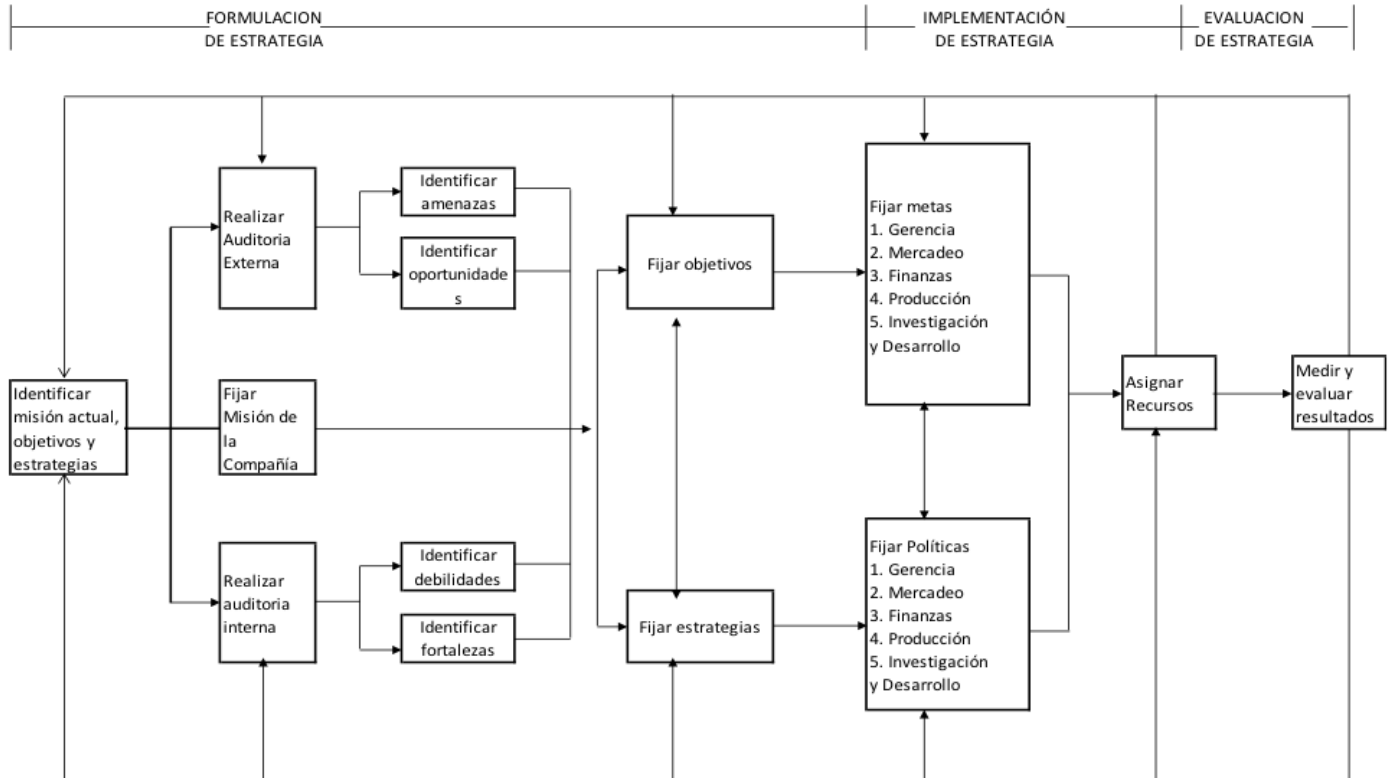 FORMULACION
DE ESTRATEGIA
IMPLEMENTACIÓN
DE ESTRATEGIA
EVALUACION
DE ESTRATEGIA
Identificar
misión actual,
objetivos y
estrategias
Realizar
Auditoria
Externa
Identificar
amenazas
Identificar
oportunidade
s
Fijar
Misión de
la
Compañía
Realizar
auditoria
interna
Identificar
debilidades
Identificar
fortalezas
Fijar objetivos
Fijar estrategias
Fijar metas
1. Gerencia
2. Mercadeo
3. Finanzas
4. Producción
5. Investigación
y Desarrollo
Fijar Políticas
1. Gerencia
2. Mercadeo
3. Finanzas
4. Producción
5. Investigación
y Desarrollo
Asignar
Recursos
Medir y
evaluar
resultados